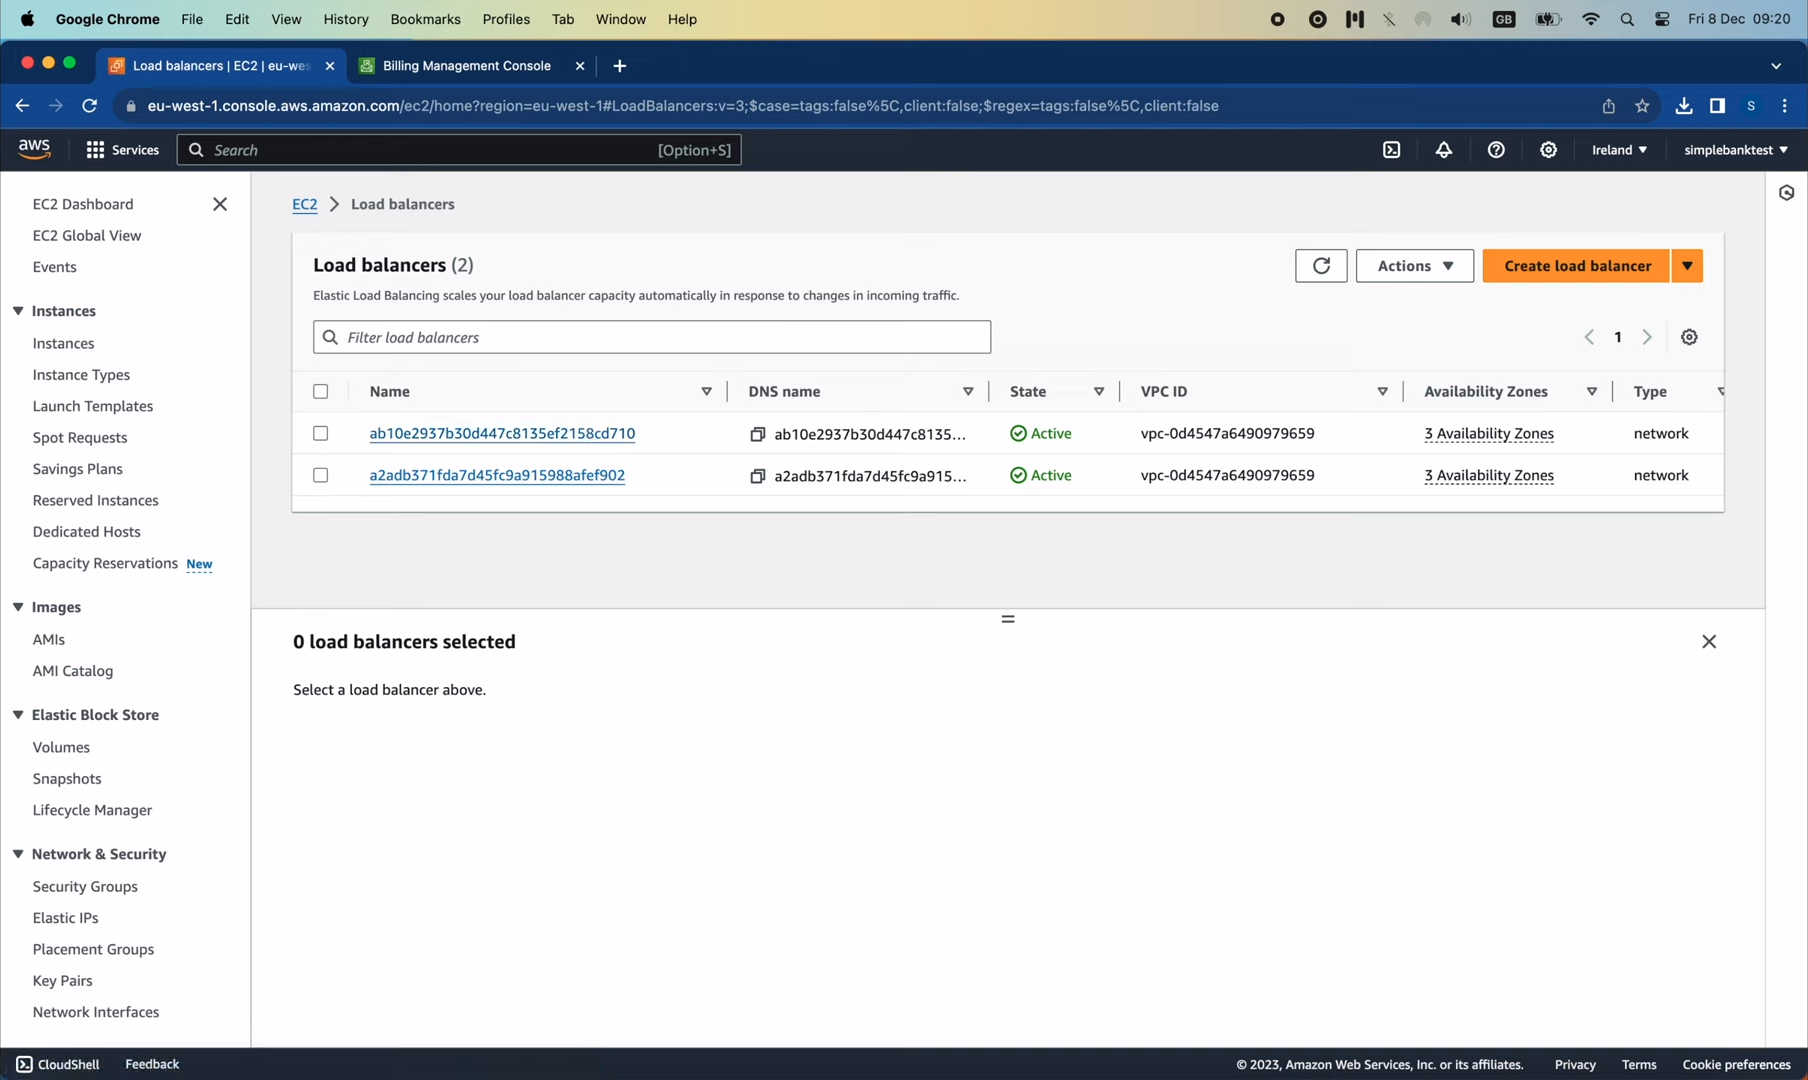 Google Chrome File Edit View History Bookmarks Profiles Tab Window Help GB Fri 8 Dec 09:20
Load balancers | EC2 | eu-wes Billing Management Console
eu-west-1.console.aws.amazon.com/ec2/home?region=eu-west-1#LoadBalancers:v=3;$case=tags:false%5C,client:false;$regex=tags:false%5C,client:false S
aws Services Search [Option+S] Ireland simplebanktest
EC2 Dashboard
EC2 Global View
Events
Instances
Instances
Instance Types
Launch Templates
Spot Requests
Savings Plans
Reserved Instances
Dedicated Hosts
Capacity Reservations New
Images
AMIs
AMI Catalog
Elastic Block Store
Volumes
Snapshots
Lifecycle Manager
Network & Security
Security Groups
Elastic IPs
Placement Groups
Key Pairs
Network Interfaces
EC2 > Load balancers
Load balancers (2) Actions Create load balancer
Elastic Load Balancing scales your load balancer capacity automatically in response to changes in incoming traffic.
Filter load balancers 1
Name DNS name State VPC ID Availability Zones Type
ab10e2937b30d447c8135ef2158cd710 ab10e2937b30d447c8135... Active vpc-0d4547a6490979659 3 Availability Zones network
a2adb371fda7d45fc9a915988afef902 a2adb371fda7d45fc9a915... Active vpc-0d4547a6490979659 3 Availability Zones network
0 load balancers selected
Select a load balancer above.
CloudShell Feedback © 2023, Amazon Web Services, Inc. or its affiliates. Privacy Terms Cookie preferences